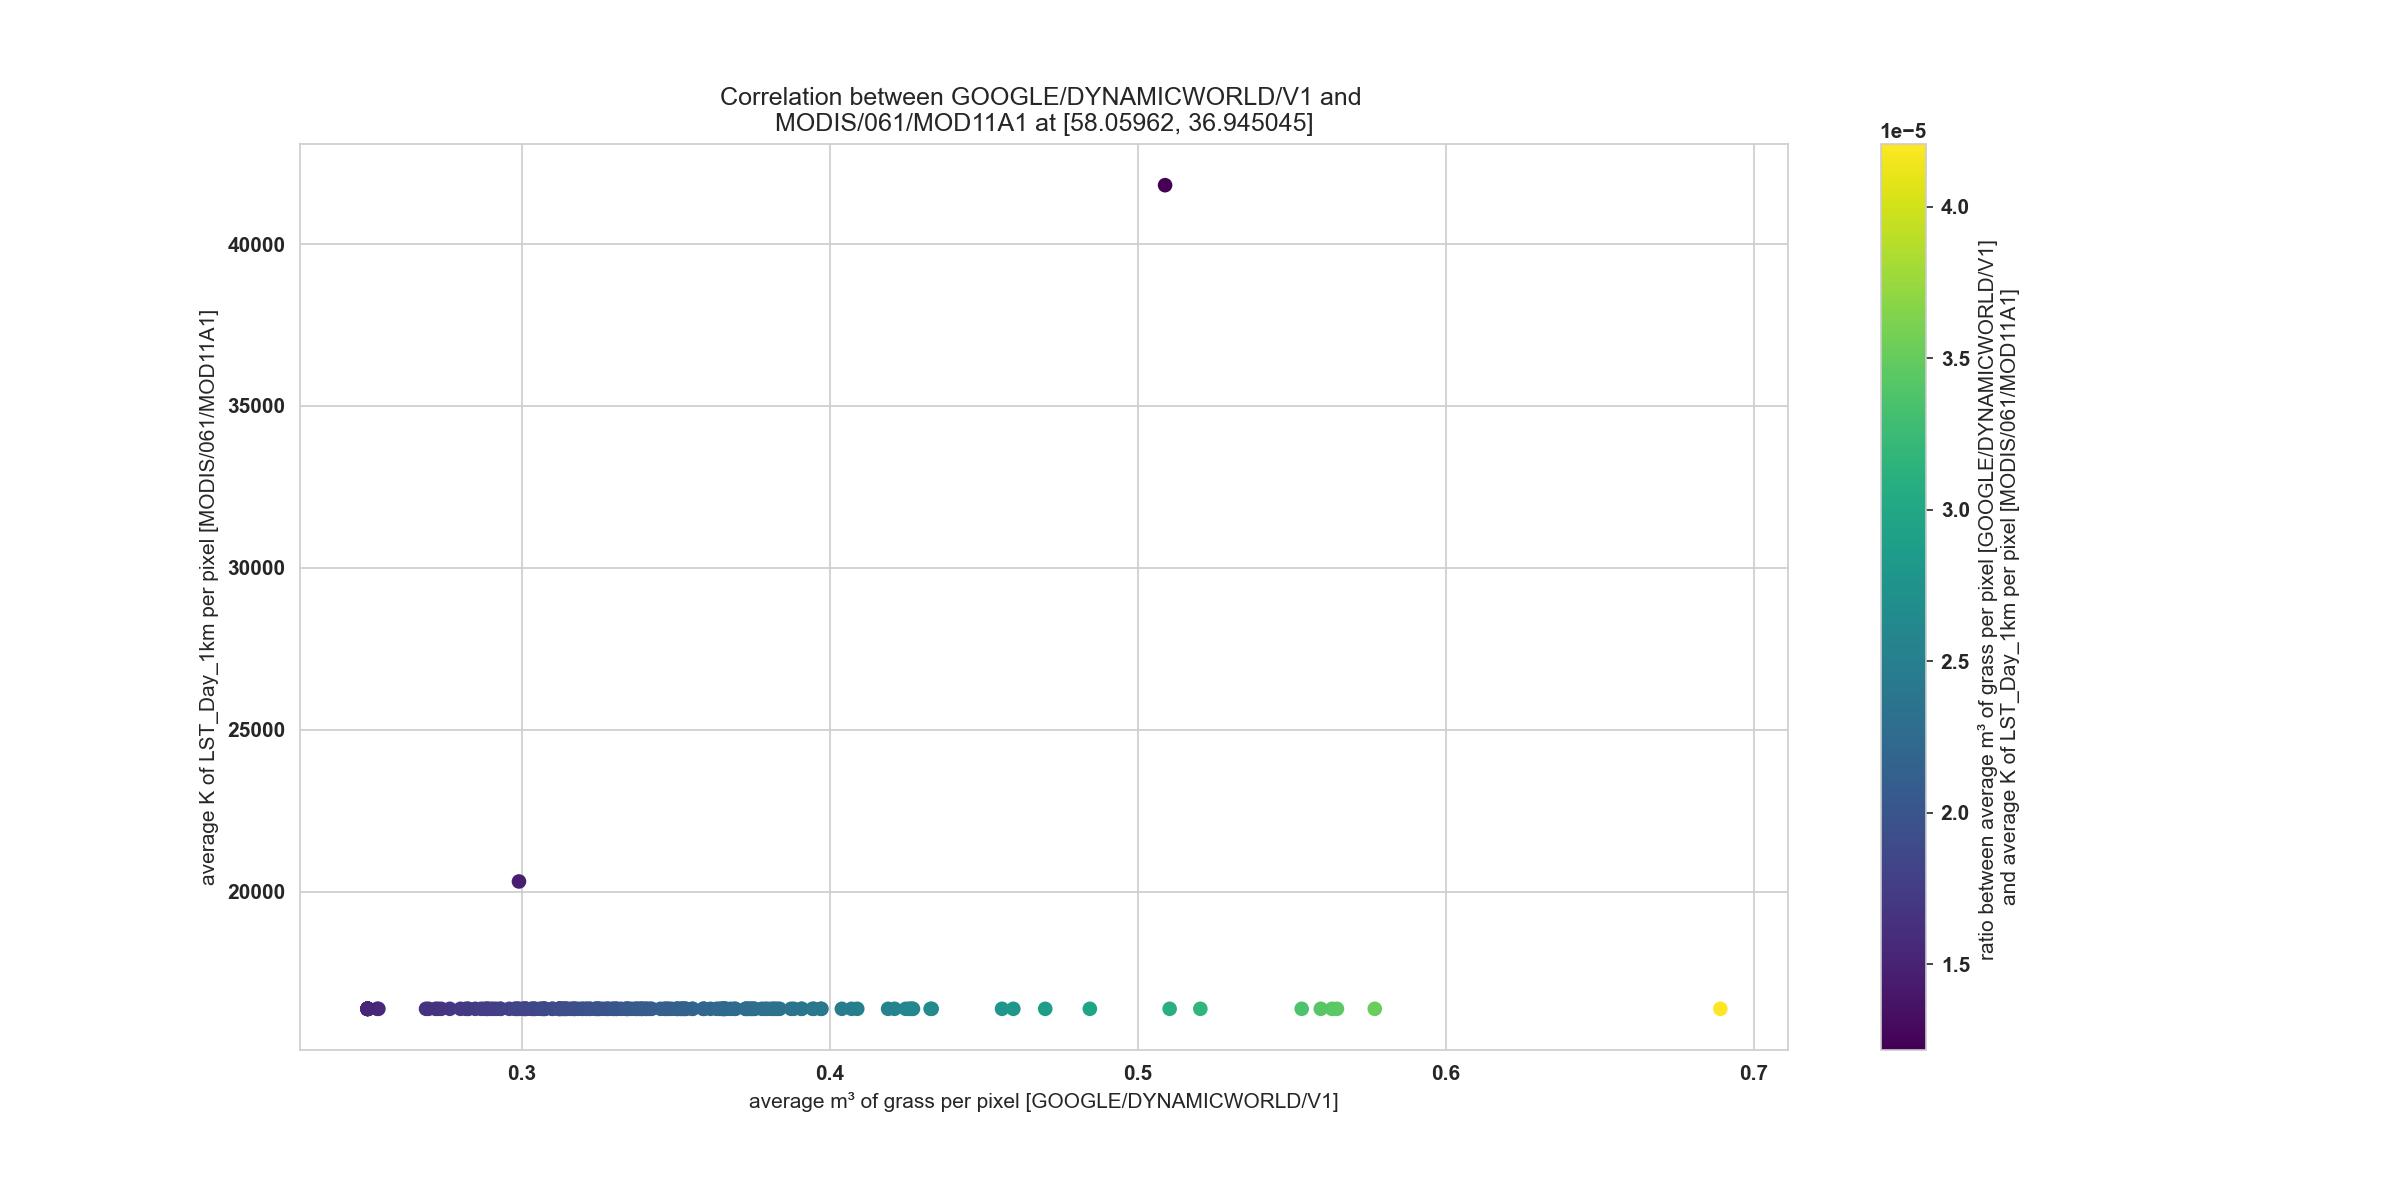 Correlation between GOOGLE/DYNAMICWORLD/V1 and
MODIS/061/MOD11A1 at [58.05962, 36.945045]
1e−5
40000
35000
30000
25000
20000
average K of LST_Day_1km per pixel [MODIS/061/MOD11A1]
0.3
0.4
0.5
0.6
0.7
average m³ of grass per pixel [GOOGLE/DYNAMICWORLD/V1]
4.0
3.5
3.0
2.5
2.0
1.5
ratio between average m³ of grass per pixel [GOOGLE/DYNAMICWORLD/V1]
and average K of LST_Day_1km per pixel [MODIS/061/MOD11A1]